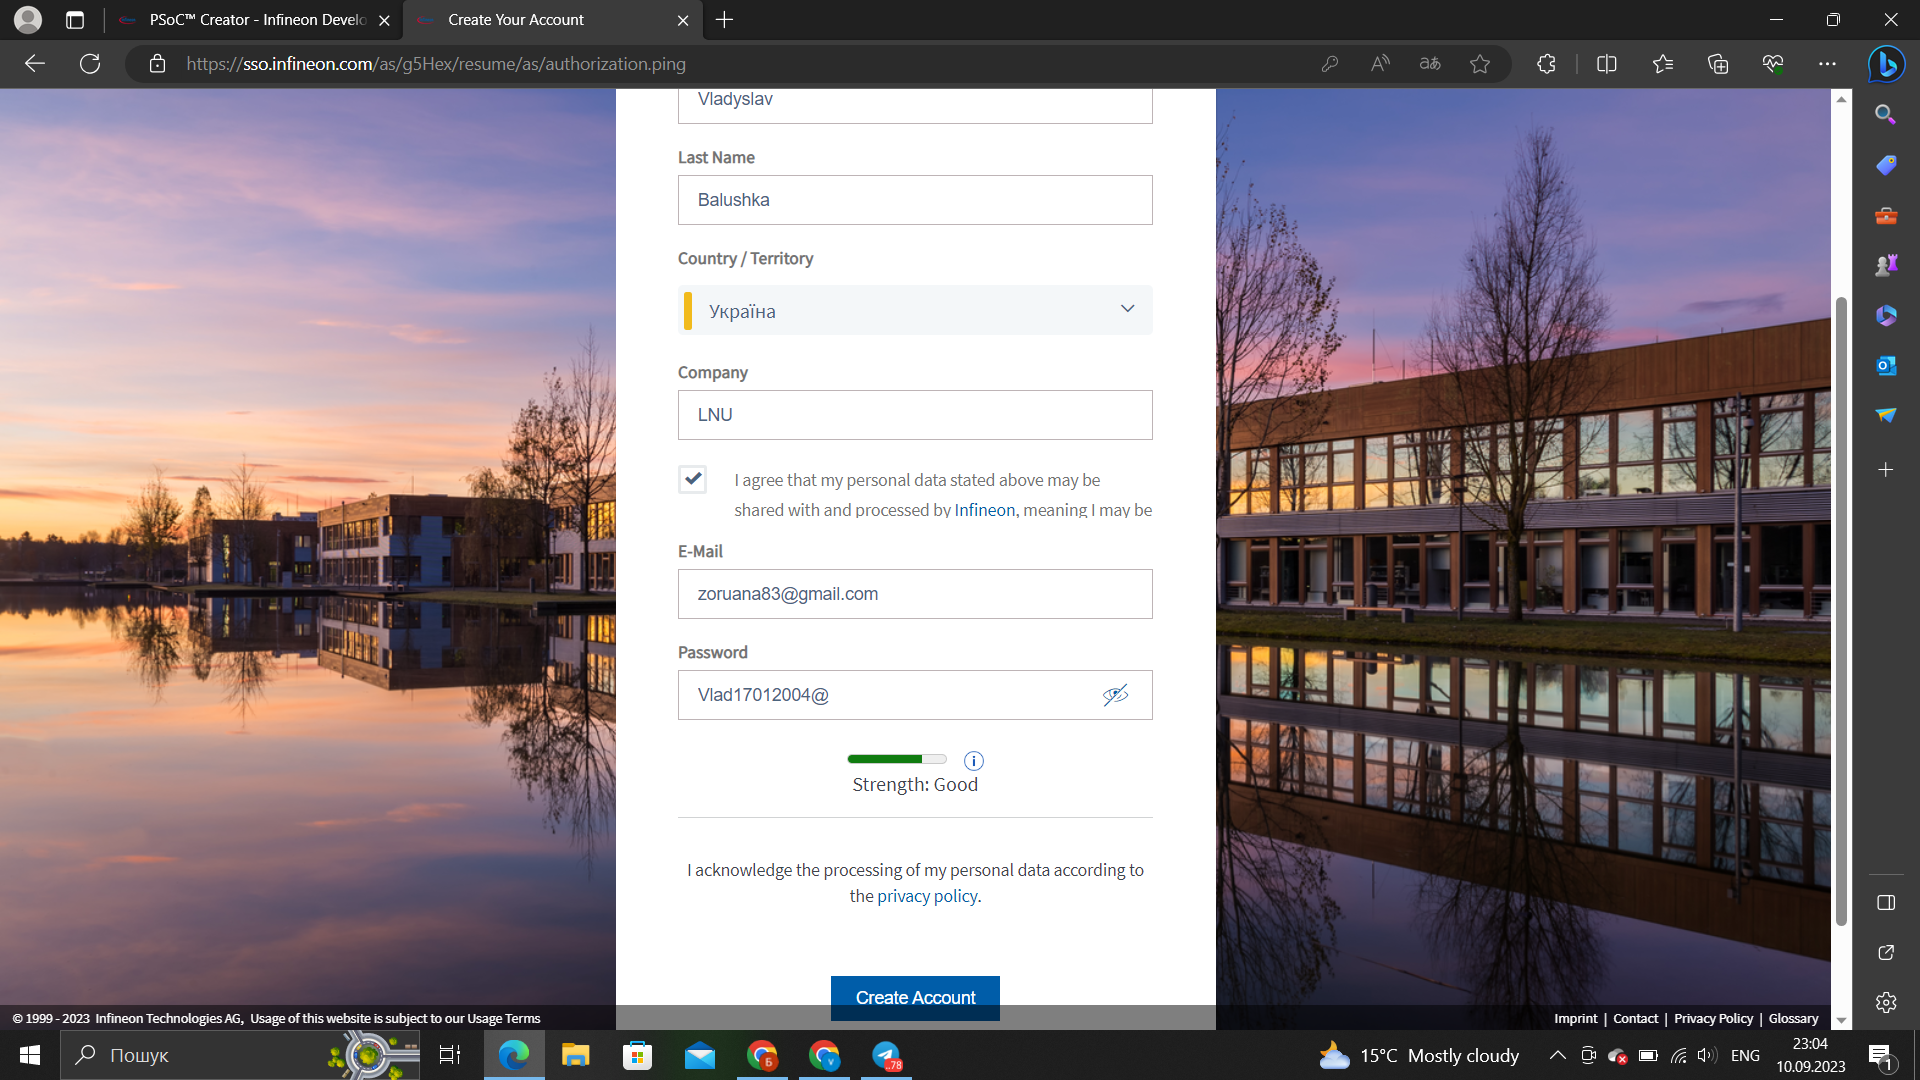 PSoC™ Creator - Infineon Develo
Create Your Account
https://sso.infineon.com/as/g5Hex/resume/as/authorization.ping
Vladyslav
Last Name
Balushka
Country / Territory
Україна
Company
LNU
I agree that my personal data stated above may be
shared with and processed by Infineon, meaning I may be
E-Mail
zoruana83@gmail.com
Password
Vlad17012004@
Strength: Good
I acknowledge the processing of my personal data according to
the privacy policy.
Create Account
© 1999 - 2023 Infineon Technologies AG, Usage of this website is subject to our Usage Terms
Imprint | Contact | Privacy Policy | Glossary
Пошук
Б
v
..78
15°C Mostly cloudy
ENG
23:04
10.09.2023
1